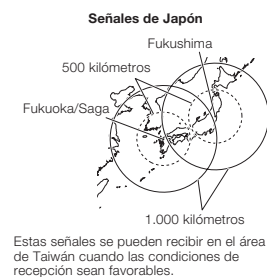 Señales de Japón
Fukushima
500 kilómetros
Fukuoka/Saga
1.000 kilómetros
Estas señales se pueden recibir en el área
de Taiwán cuando las condiciones de
recepción sean favorables.